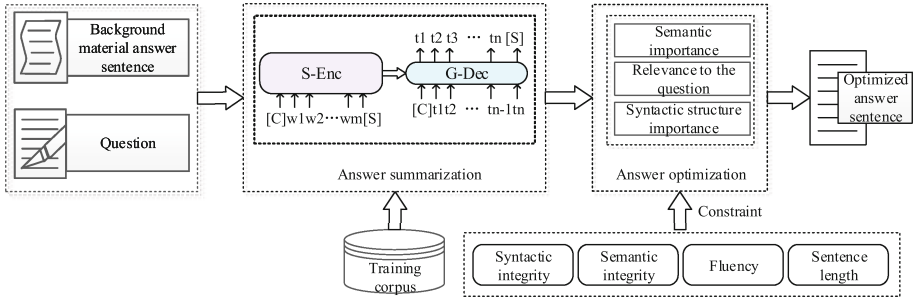 Background
material answer
sentence
Question
t1 t2 t3 ··· tn [S]
S-Enc
G-Dec
[C]w1w2···wm[S]
[C]t1t2 ··· tn-1tn
Answer summarization
Training
corpus
Semantic
importance
Relevance to the
question
Syntactic structure
importance
Answer optimization
Constraint
Syntactic
integrity
Semantic
integrity
Fluency
Sentence
length
Optimized
answer
sentence